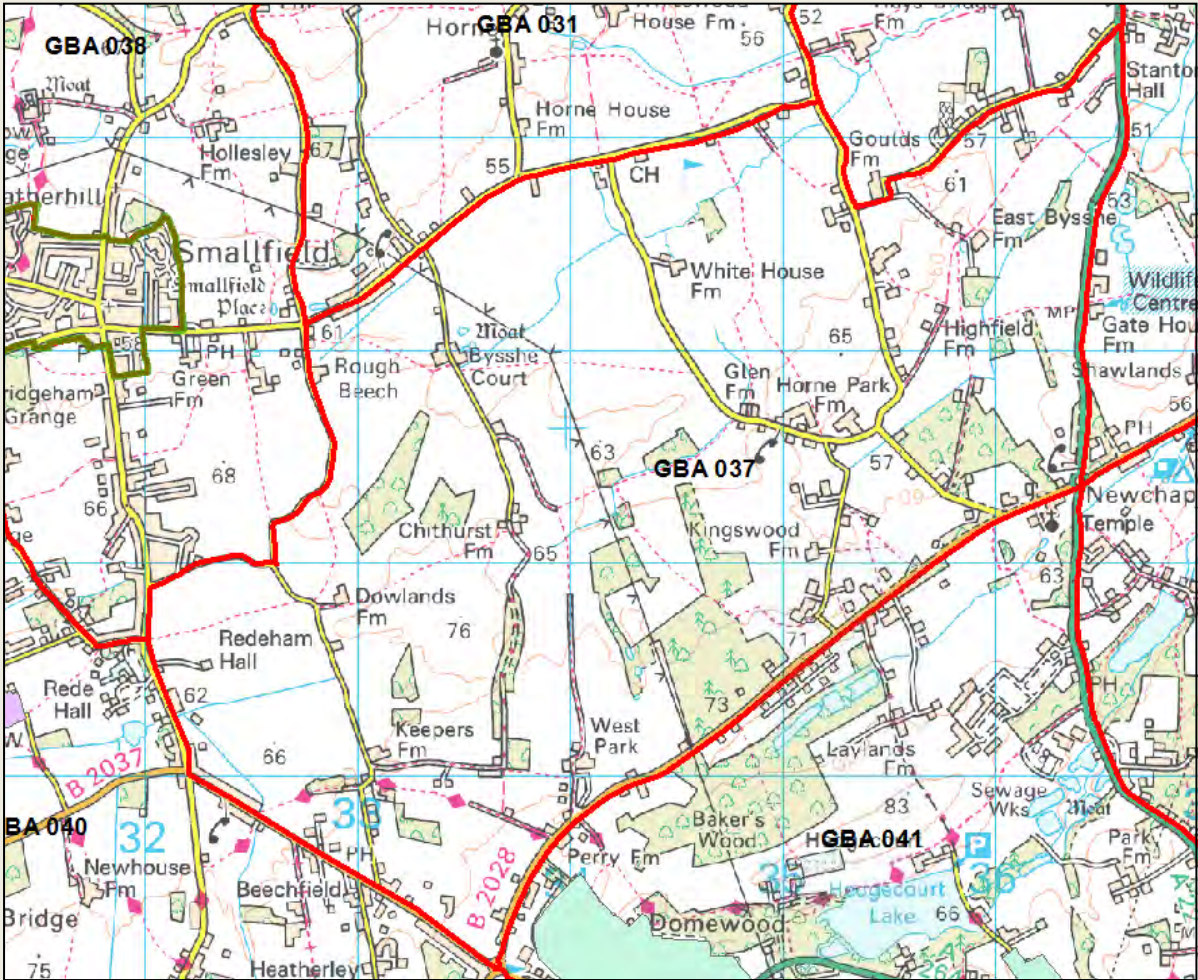 GBA 038
GBA 031
House Fm
52
Fm
56
Moat
Horne House
Fm
Stanton
Hall
Hollesley
Fm
67
55
CH
Goulds
Fm
57
51
61
53
East Bysshe
Fm
Smallfield
Smallfield
Place
White House
Fm
Wildlife
Centre
MP
Gate Hou
Fm
61
Moat
Bysshe
Court
65
Highfield
Fm
Shawlands
58
PH
Green
Fm
Rough
Beech
Glen
Fm
Horne Park
Fm
56
PH
Grange
68
63
GBA 037
57
60
66
Newchap
Temple
Chithurst
Fm
65
Kingswood
Fm
63
Dowlands
Fm
76
71
Redeham
Hall
Rede
Hall
62
73
PH
West
Park
Keepers
Fm
66
Laylands
Fm
B 2037
Sewage
Wks
Moat
83
Baker's
Wood
GBA 041
BA 040
32
33
PH
B 2028
Perry Fm
P
Park
Fm
Newhouse
Fm
35
36
Hedgecourt
Lake
66
Beechfield
Domewood
Bridge
75
Heatherley